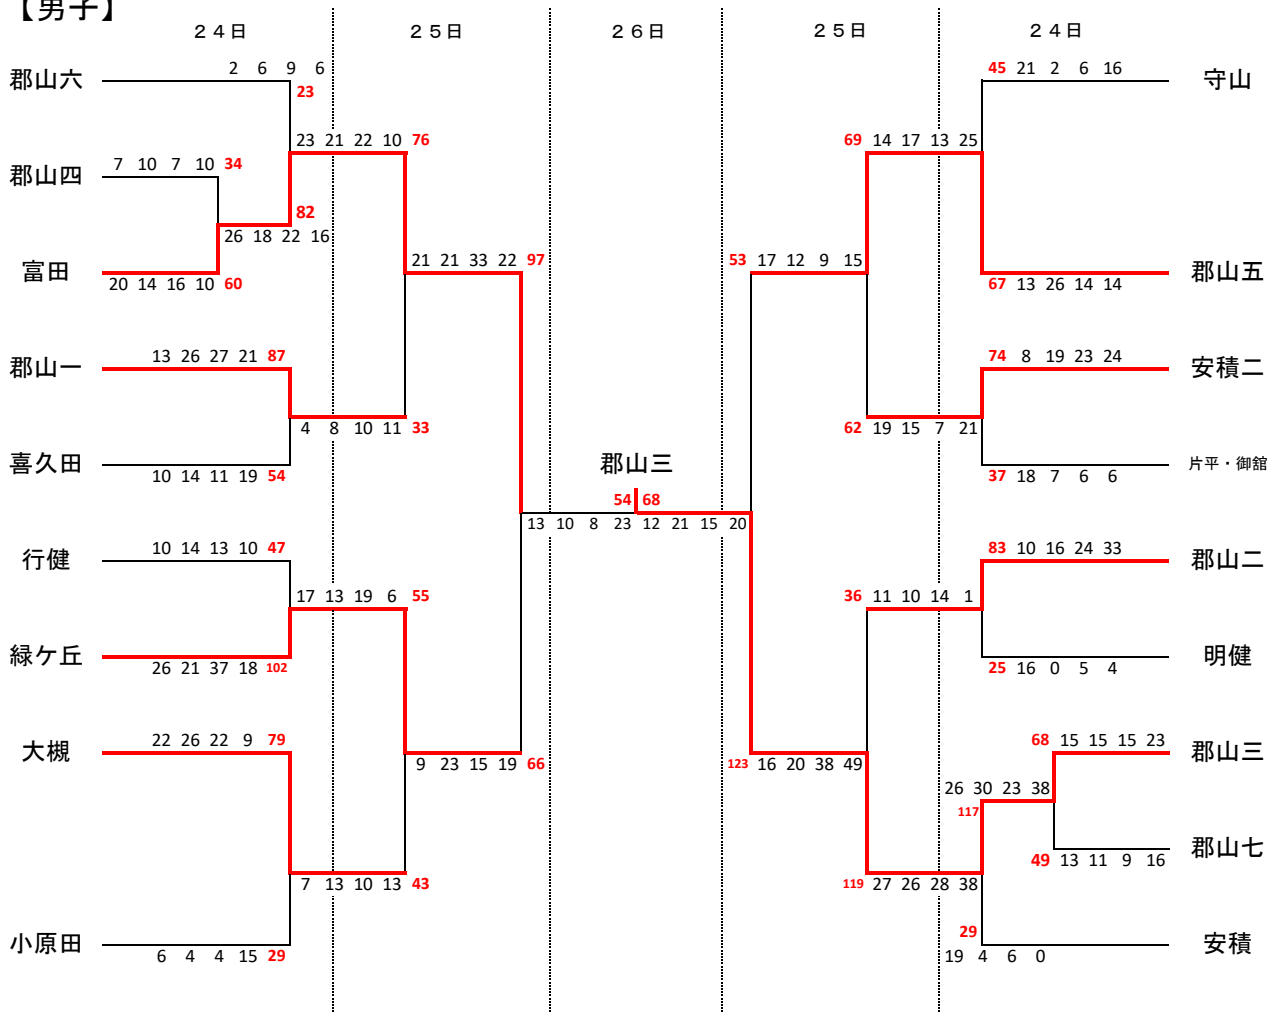 【男子】
２４日 ２５日 ２６日 ２５日 ２４日
郡山六 2 6 9 6 23
45 21 2 6 16 守山
23 21 22 10 76
69 14 17 13 25
郡山四 7 10 7 10 34
82
26 18 22 16
富田 20 14 16 10 60
21 21 33 22 97
53 17 12 9 15
67 13 26 14 14 郡山五
郡山一 13 26 27 21 87
74 8 19 23 24 安積二
4 8 10 11 33
62 19 15 7 21
喜久田 10 14 11 19 54
郡山三
37 18 7 6 6 片平・御舘
54 68
13 10 8 23 12 21 15 20
行健 10 14 13 10 47
83 10 16 24 33 郡山二
17 13 19 6 55
36 11 10 14 1
緑ケ丘 26 21 37 18 102
25 16 0 5 4 明健
大槻 22 26 22 9 79
68 15 15 15 23 郡山三
9 23 15 19 66
123 16 20 38 49
26 30 23 38
117
49 13 11 9 16 郡山七
7 13 10 13 43
119 27 26 28 38
小原田 6 4 4 15 29
29
19 4 6 0 安積